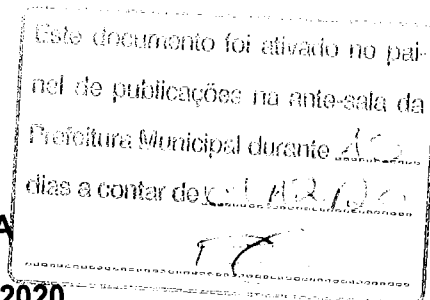 Este documento foi ativado no pai-
nel de publicações na ante-sala da
Prefeitura Municipal durante
dias a contar de
A
2020